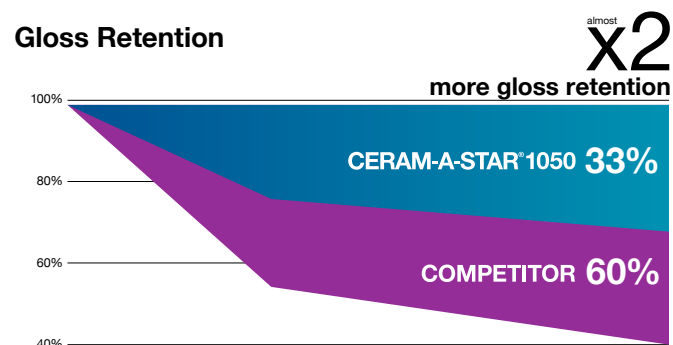 Gloss Retention
almost
x2
more gloss retention
100%
CERAM-A-STAR®1050 33%
80%
60%
COMPETITOR 60%
40%